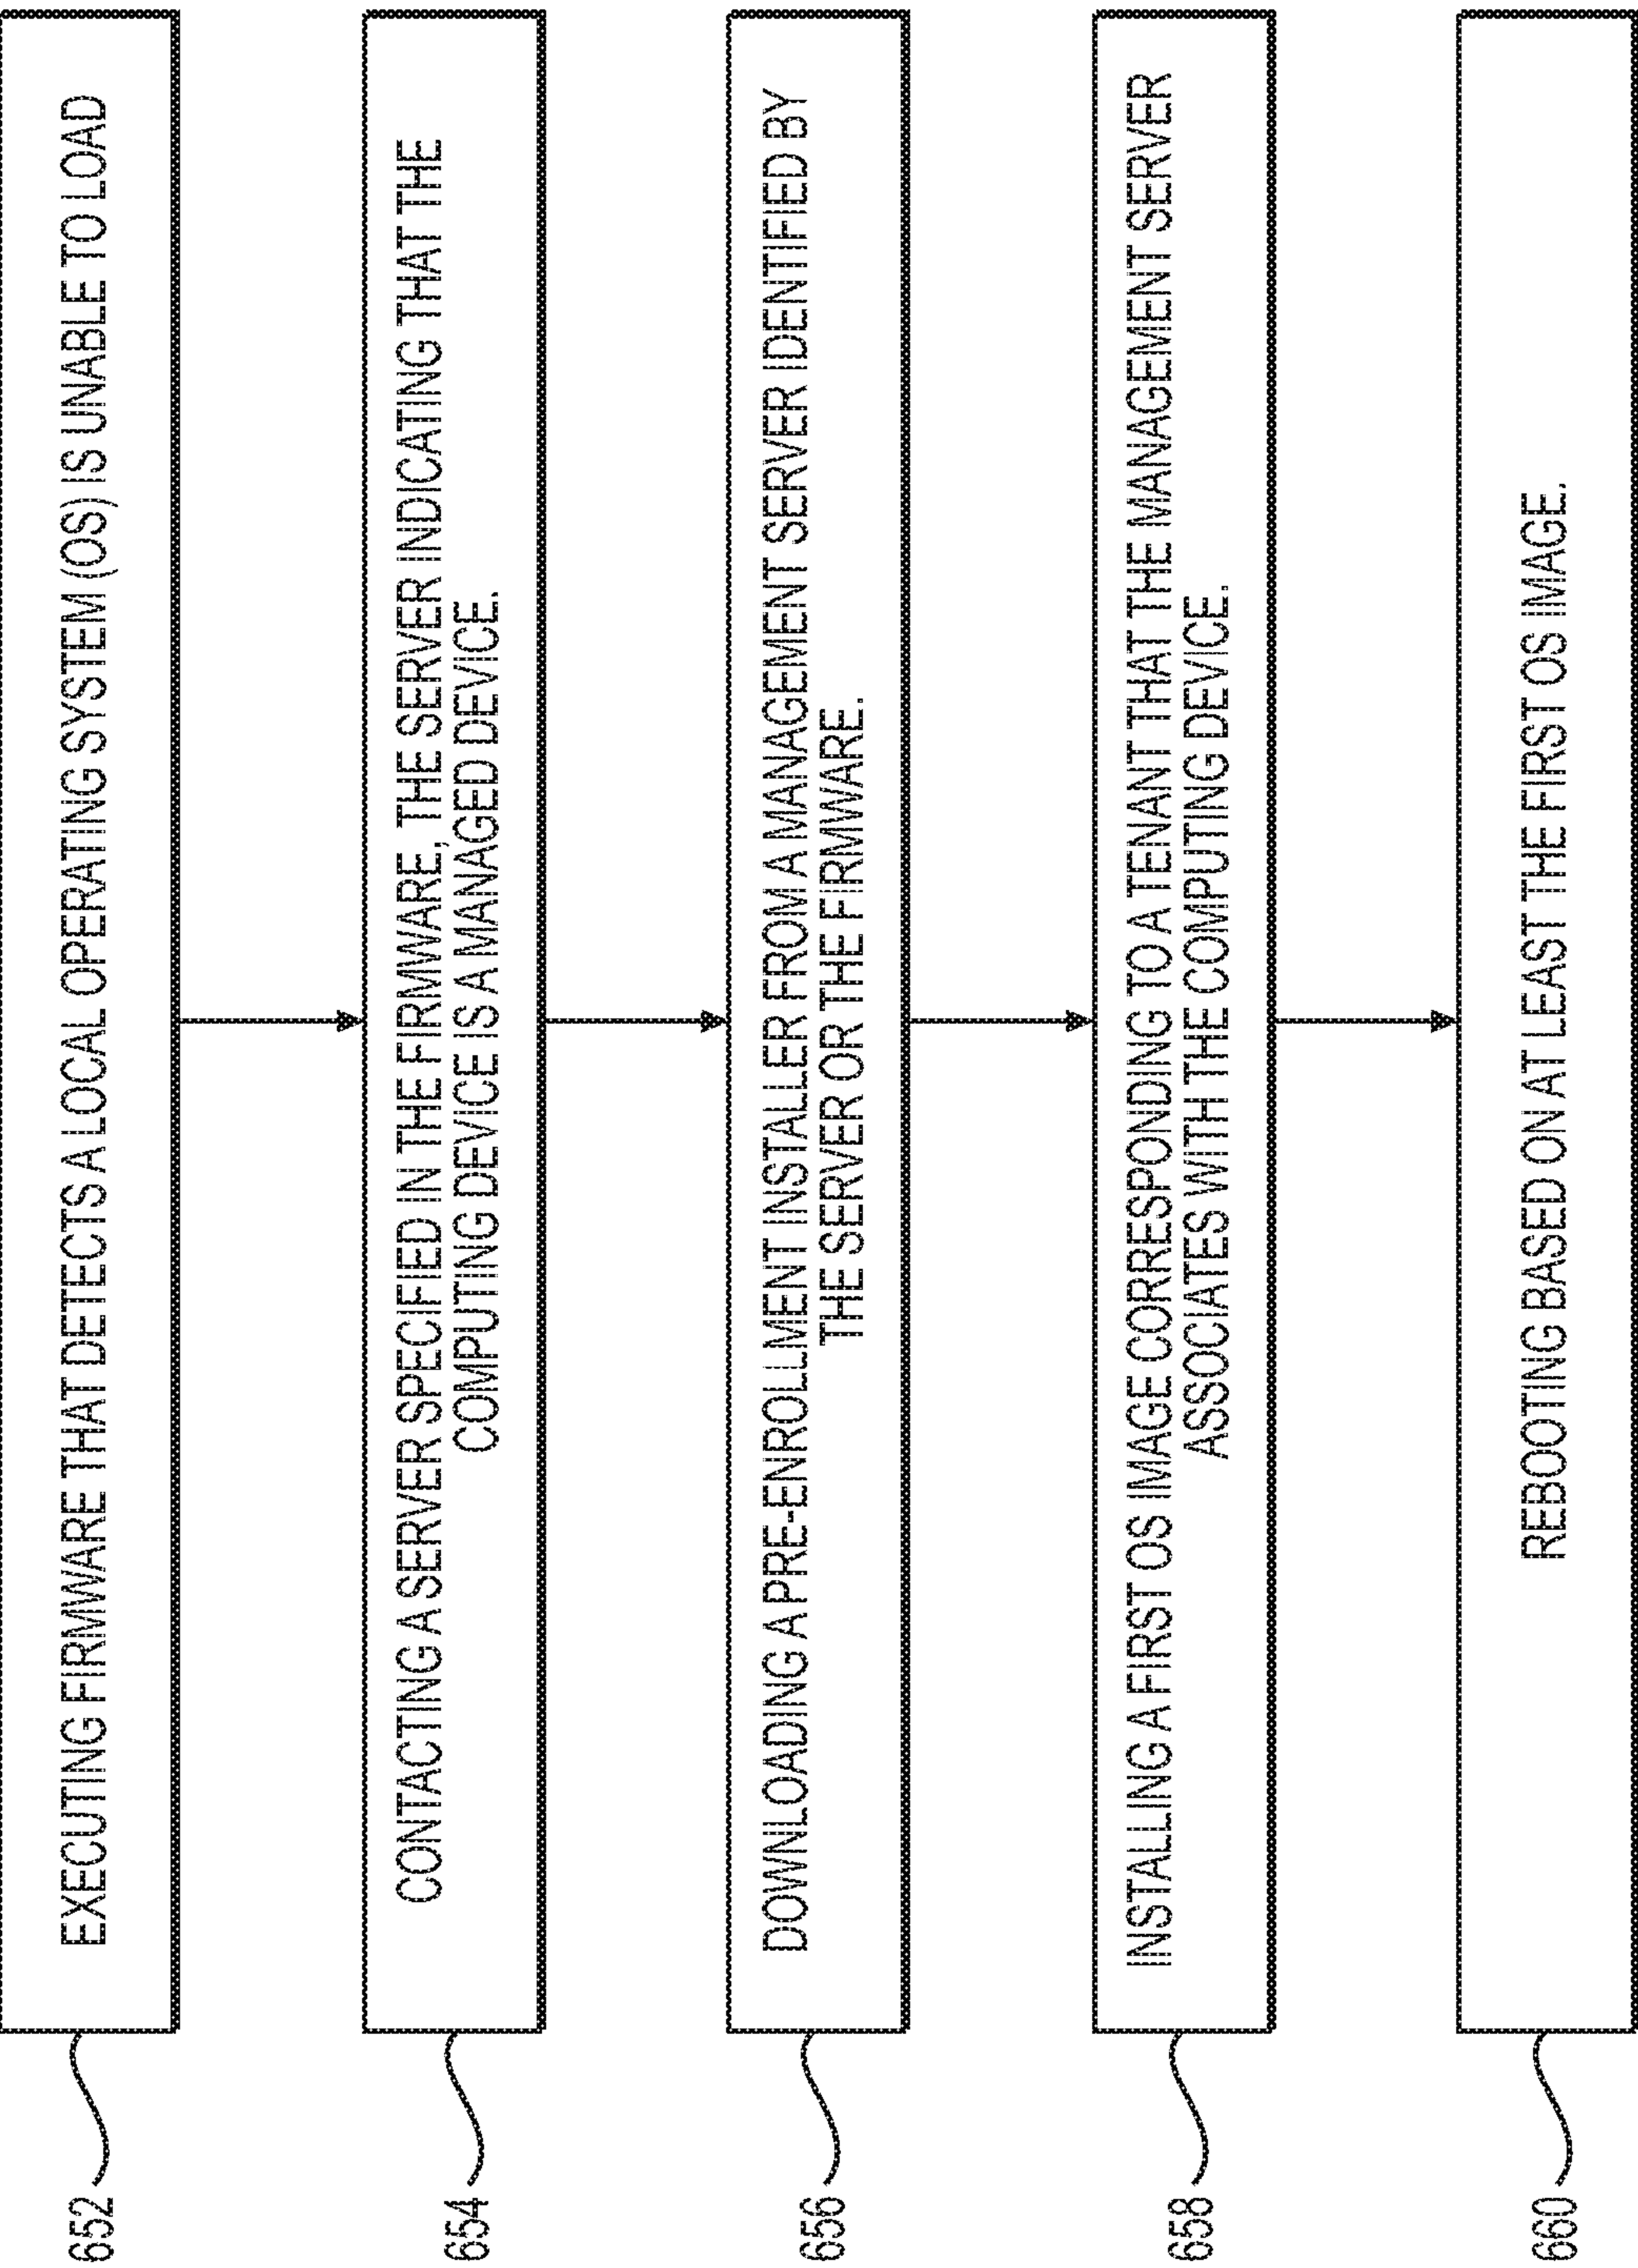 652
EXECUTING FIRMWARE THAT DETECTS A LOCAL OPERATING SYSTEM (OS) IS UNABLE TO LOAD
654
CONTACTING A SERVER SPECIFIED IN THE FIRMWARE, THE SERVER INDICATING THAT THE
COMPUTING DEVICE IS A MANAGED DEVICE.
656
DOWNLOADING A PRE-ENROLLMENT INSTALLER FROM A MANAGEMENT SERVER IDENTIFIED BY
THE SERVER OR THE FIRMWARE.
658
INSTALLING A FIRST OS IMAGE CORRESPONDING TO A TENANT THAT THE MANAGEMENT SERVER
ASSOCIATES WITH THE COMPUTING DEVICE.
660
REBOOTING BASED ON AT LEAST THE FIRST OS IMAGE.